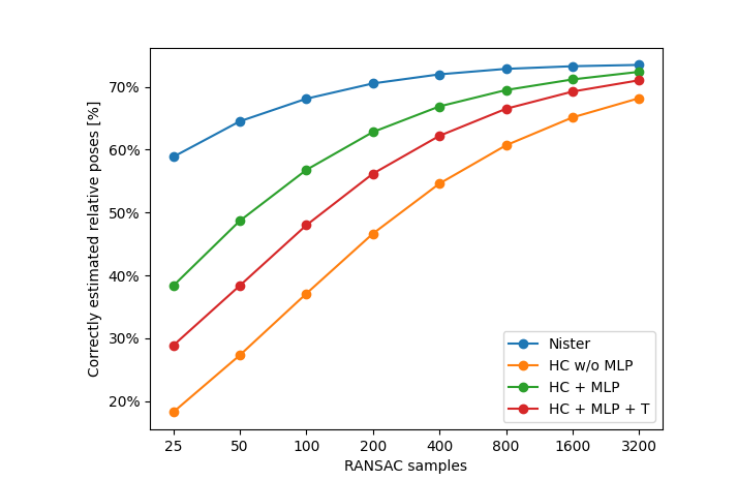 Correctly estimated relative poses [%]
70%
60%
50%
40%
30%
20%
Nister
HC w/o MLP
HC + MLP
HC + MLP + T
25 50 100 200 400 800 1600 3200
RANSAC samples